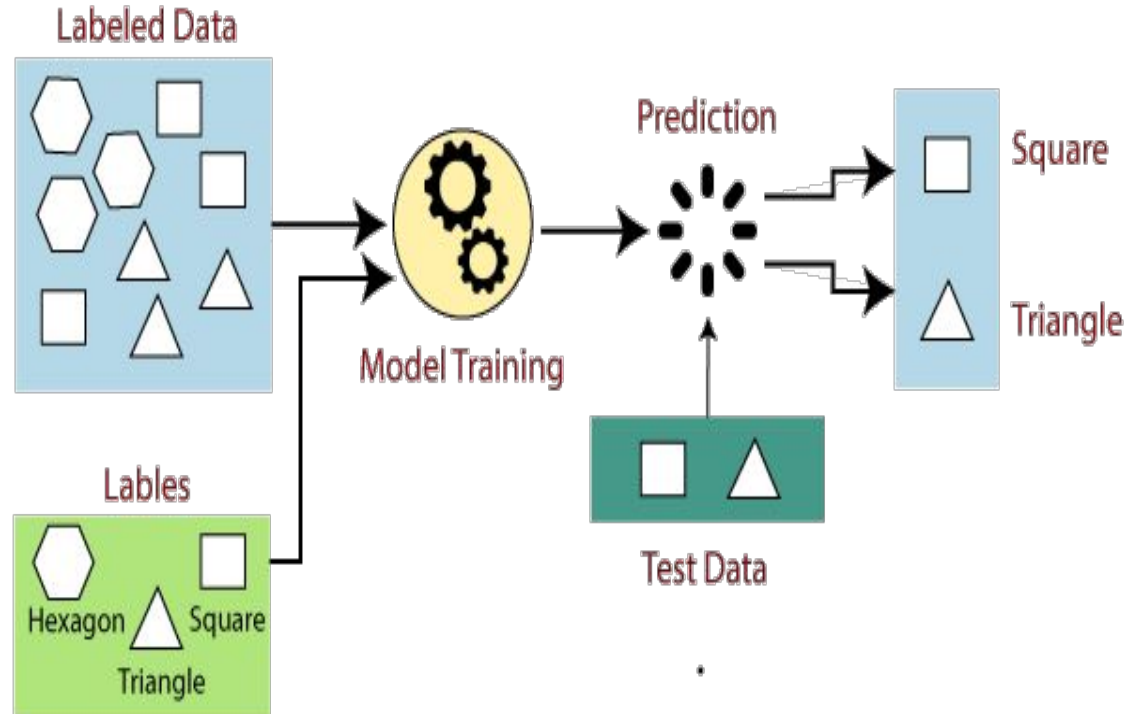 Labeled Data
Prediction
Square
Triangle
Model Training
Lables
Hexagon
Square
Triangle
Test Data